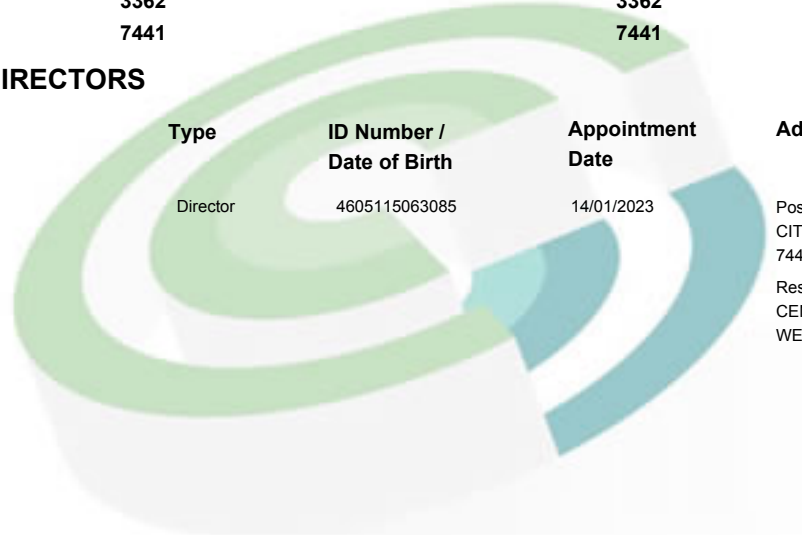 3362 3362
7441 7441
IRECTORS
Type ID Number / Appointment Ad
Date of Birth Date
Director 4605115063085 14/01/2023 Pos
CIT
744
Res
CE
WE